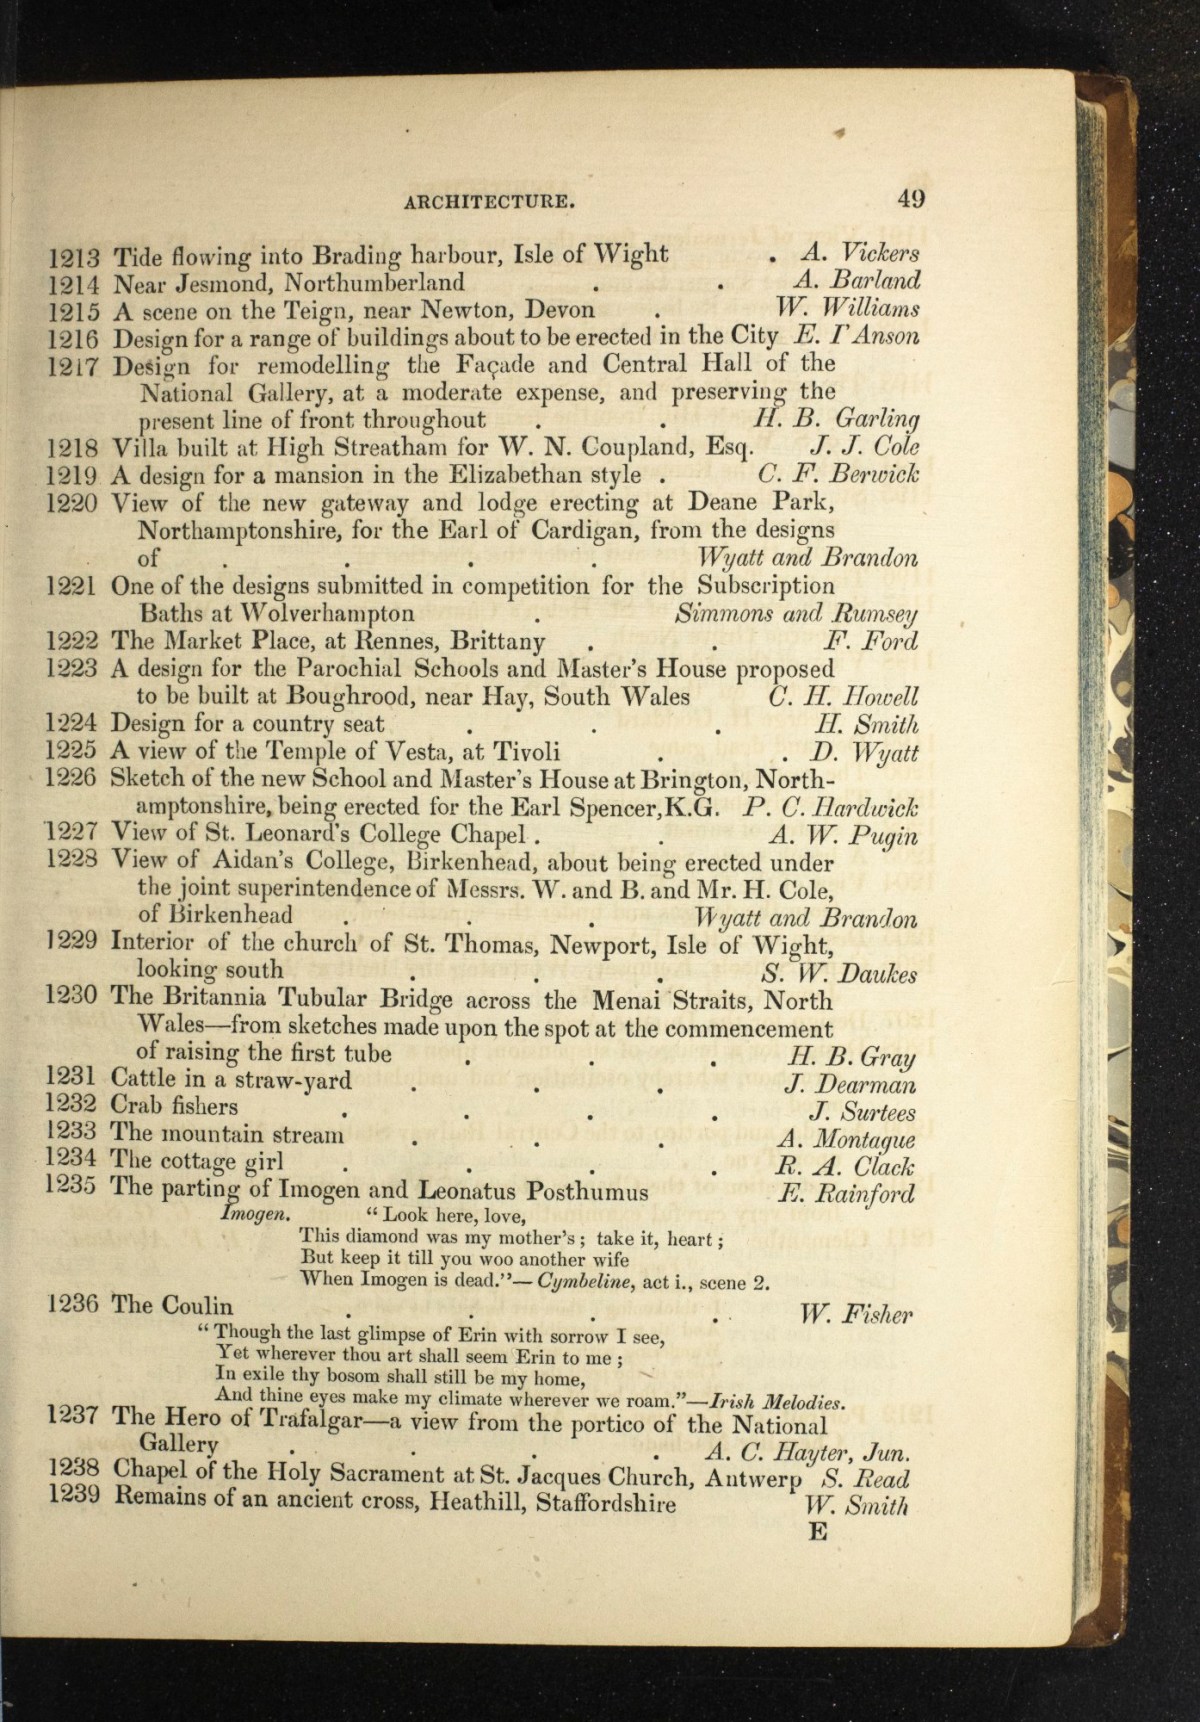 ARCHITECTURE. 49
1213 Tide flowing into Brading harbour, Isle of Wight . A. Vickers
1214 Near Jesmond, Northumberland . . A. Barland
1215 A scene on the Teign, near Newton, Devon . W. Williams
1216 Design for a range of buildings about to be erected in the City E. I'Anson
1217 Design for remodelling the Façade and Central Hall of the
National Gallery, at a moderate expense, and preserving the
present line of front throughout . . H. B. Garling
1218 Villa built at High Streatham for W. N. Coupland, Esq. J. J. Cole
1219 A design for a mansion in the Elizabethan style . C. F. Berwick
1220 View of the new gateway and lodge erecting at Deane Park,
Northamptonshire, for the Earl of Cardigan, from the designs
of . . . . Wyatt and Brandon
1221 One of the designs submitted in competition for the Subscription
Baths at Wolverhampton . Simmons and Rumsey
1222 The Market Place, at Rennes, Brittany . . F. Ford
1223 A design for the Parochial Schools and Master's House proposed
to be built at Boughrood, near Hay, South Wales C. H. Howell
1224 Design for a country seat . . . H. Smith
1225 A view of the Temple of Vesta, at Tivoli . . D. Wyatt
1226 Sketch of the new School and Master's House at Brington, North-
amptonshire, being erected for the Earl Spencer, K.G. P. C. Hardwick
1227 View of St. Leonard's College Chapel . . A. W. Pugin
1228 View of Aidan's College, Birkenhead, about being erected under
the joint superintendence of Messrs. W. and B. and Mr. H. Cole,
of Birkenhead . . . Wyatt and Brandon
1229 Interior of the church of St. Thomas, Newport, Isle of Wight,
looking south . . . S. W. Daukes
1230 The Britannia Tubular Bridge across the Menai Straits, North
Wales—from sketches made upon the spot at the commencement
of raising the first tube . . . H. B. Gray
1231 Cattle in a straw-yard . . . J. Dearman
1232 Crab fishers . . . . J. Surtees
1233 The mountain stream . . . A. Montague
1234 The cottage girl . . . . R. A. Clack
1235 The parting of Imogen and Leonatus Posthumus E. Rainford
Imogen. "Look here, love,
This diamond was my mother's; take it, heart;
But keep it till you woo another wife
When Imogen is dead."—Cymbeline, act i., scene 2.
1236 The Coulin . . . . W. Fisher
"Though the last glimpse of Erin with sorrow I see,
Yet wherever thou art shall seem Erin to me;
In exile thy bosom shall still be my home,
And thine eyes make my climate wherever we roam."—Irish Melodies.
1237 The Hero of Trafalgar—a view from the portico of the National
Gallery . . . . A. C. Hayter, Jun.
1238 Chapel of the Holy Sacrament at St. Jacques Church, Antwerp S. Read
1239 Remains of an ancient cross, Heathill, Staffordshire W. Smith
E